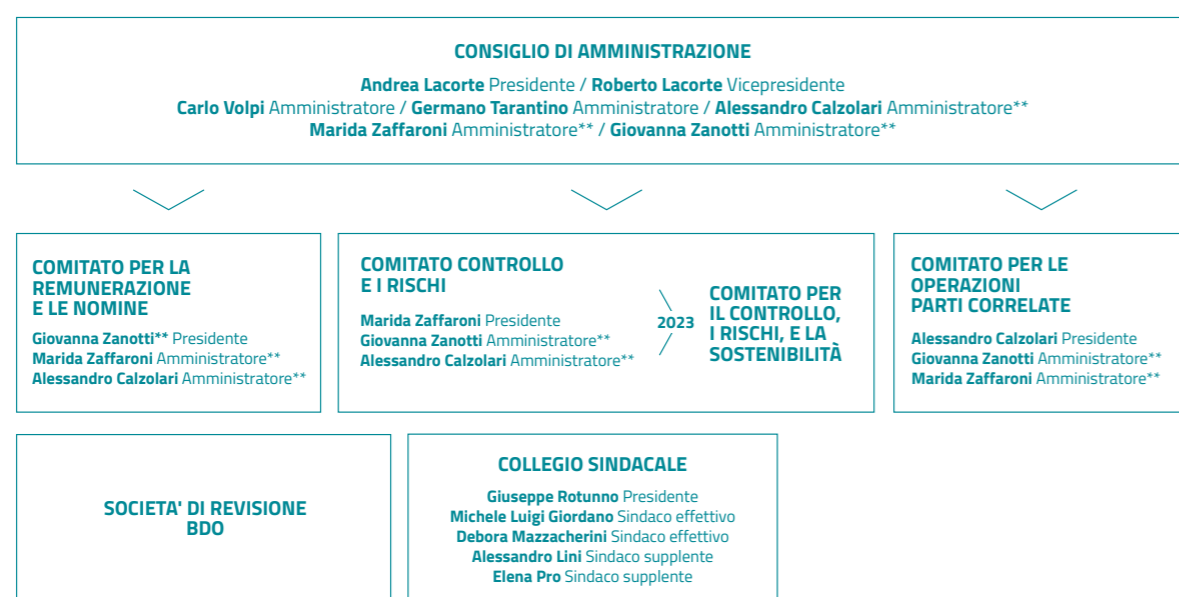 CONSIGLIO DI AMMINISTRAZIONE
Andrea Lacorte Presidente / Roberto Lacorte Vicepresidente
Carlo Volpi Amministratore / Germano Tarantino Amministratore / Alessandro Calzolari Amministratore**
Marida Zaffaroni Amministratore** / Giovanna Zanotti Amministratore**
COMITATO PER LA
REMUNERAZIONE
E LE NOMINE
Giovanna Zanotti** Presidente
Marida Zaffaroni Amministratore**
Alessandro Calzolari Amministratore**
COMITATO CONTROLLO
E I RISCHI
Marida Zaffaroni Presidente
Giovanna Zanotti Amministratore**
Alessandro Calzolari Amministratore**
2023
COMITATO PER
IL CONTROLLO,
I RISCHI, E LA
SOSTENIBILITÀ
COMITATO PER LE
OPERAZIONI
PARTI CORRELATE
Alessandro Calzolari Presidente
Giovanna Zanotti Amministratore**
Marida Zaffaroni Amministratore**
SOCIETA' DI REVISIONE
BDO
COLLEGIO SINDACALE
Giuseppe Rotunno Presidente
Michele Luigi Giordano Sindaco effettivo
Debora Mazzacherini Sindaco effettivo
Alessandro Lini Sindaco supplente
Elena Pro Sindaco supplente